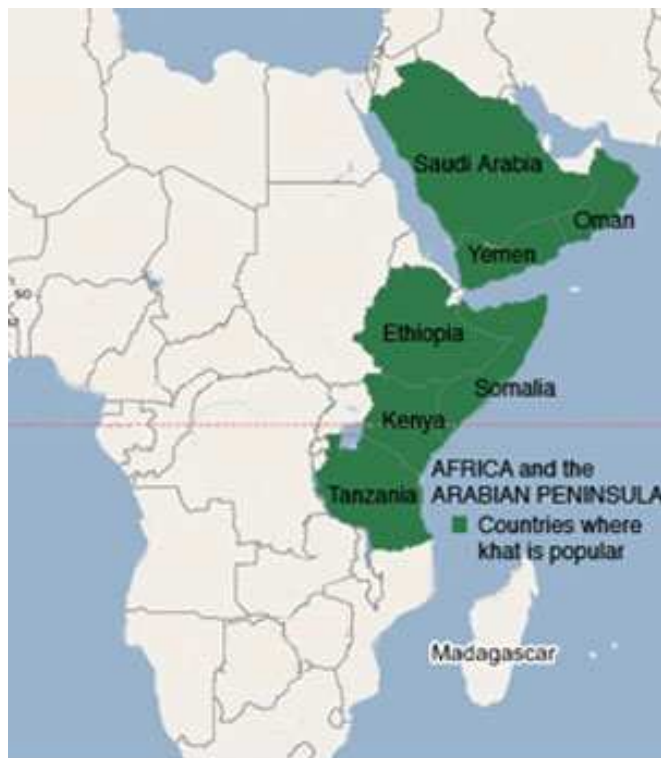 Saudi Arabia
Oman
Yemen
Ethiopia
Somalia
Kenya
AFRICA and the
ARABIAN PENINSULA
Tanzania
Countries where
khat is popular
Madagascar